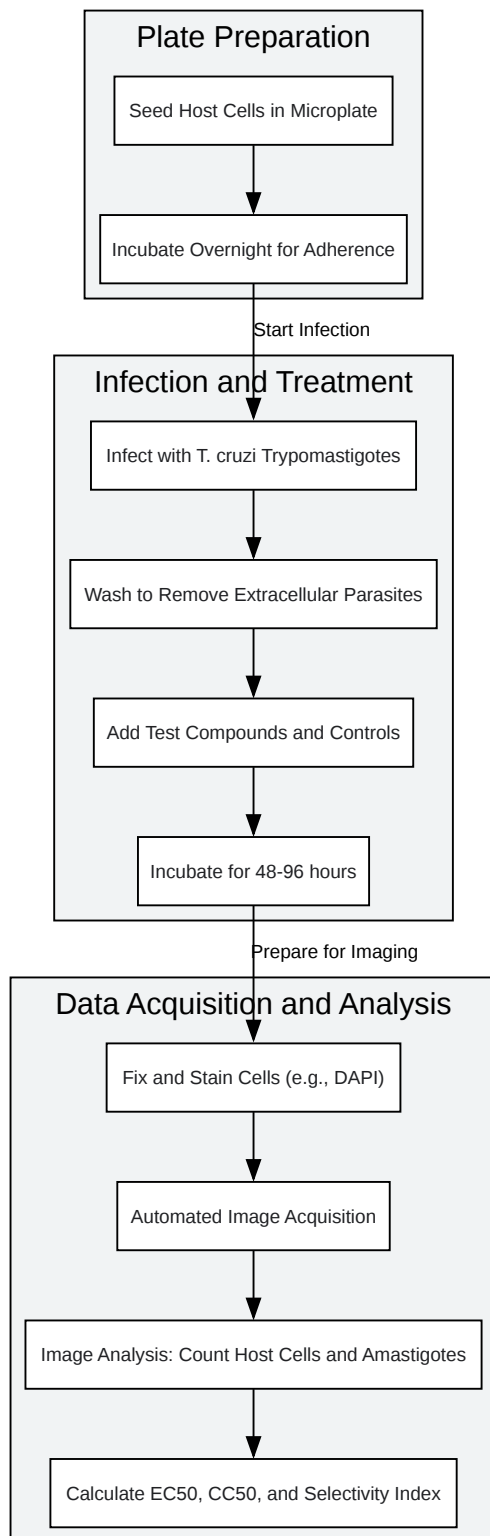 Plate Preparation
Seed Host Cells in Microplate
Incubate Overnight for Adherence
Start Infection
Infection and Treatment
Infect with T. cruzi Trypomastigotes
Wash to Remove Extracellular Parasites
Add Test Compounds and Controls
Incubate for 48-96 hours
Prepare for Imaging
Data Acquisition and Analysis
Fix and Stain Cells (e.g., DAPI)
Automated Image Acquisition
Image Analysis: Count Host Cells and Amastigotes
Calculate EC50, CC50, and Selectivity Index